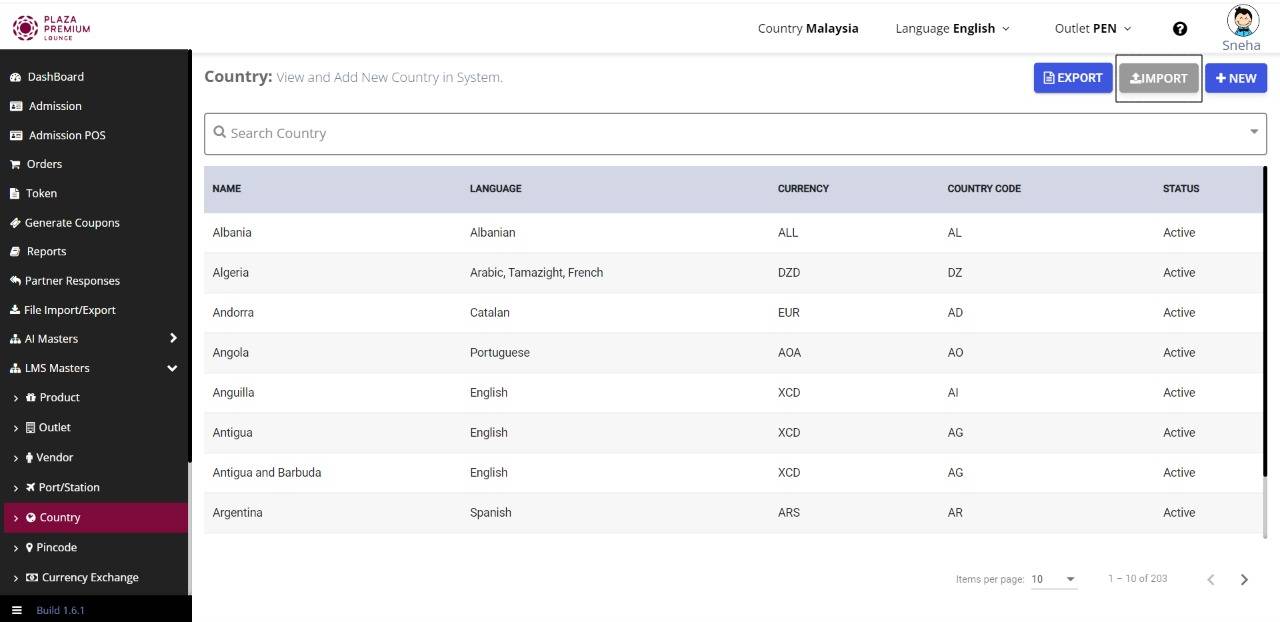 PLAZA
PREMIUM
LOUNGE
Country Malaysia
Language English
Outlet PEN
Sneha
DashBoard
Admission
Admission POS
Orders
Token
Generate Coupons
Reports
Partner Responses
File Import/Export
AI Masters
LMS Masters
Product
Outlet
Vendor
Port/Station
Country
Pincode
Currency Exchange
Build 1.6.1
Country: View and Add New Country in System.
EXPORT
IMPORT
+ NEW
Search Country
NAME LANGUAGE CURRENCY COUNTRY CODE STATUS
Albania Albanian ALL AL Active
Algeria Arabic, Tamazight, French DZD DZ Active
Andorra Catalan EUR AD Active
Angola Portuguese AOA AO Active
Anguilla English XCD AI Active
Antigua English XCD AG Active
Antigua and Barbuda English XCD AG Active
Argentina Spanish ARS AR Active
Items per page: 10 1 – 10 of 203